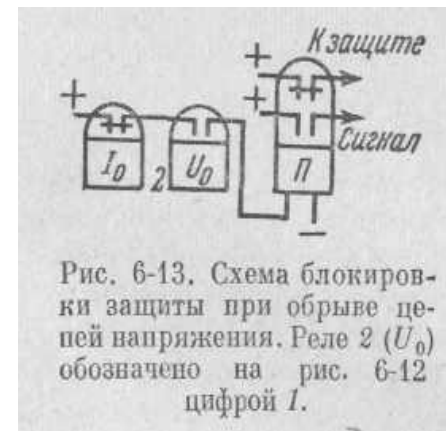 К защите
Сигнал
I₀
2
U₀
П
Рис. 6-13. Схема блокиров-
ки защиты при обрыве це-
пей напряжения. Реле 2 (U₀)
обозначено на рис. 6-12
цифрой 1.